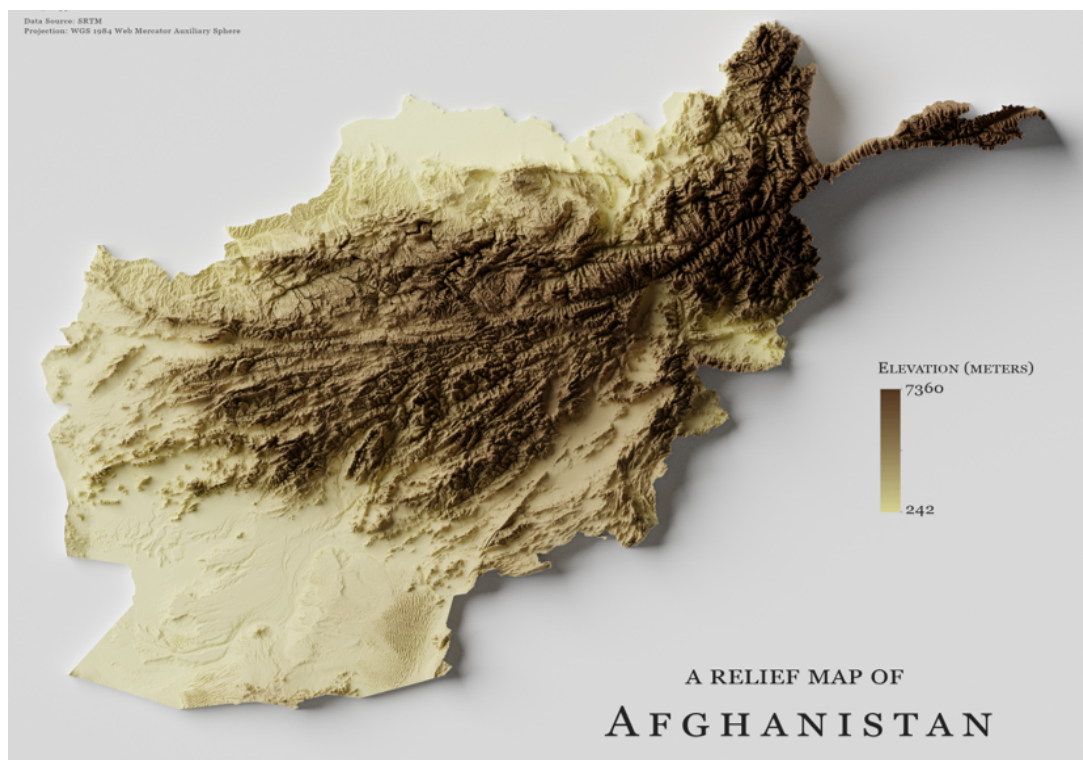 Data Source: SRTM
Projection: WGS 1984 Web Mercator Auxiliary Sphere
Elevation (meters)
7360
242
A RELIEF MAP OF
Afghanistan